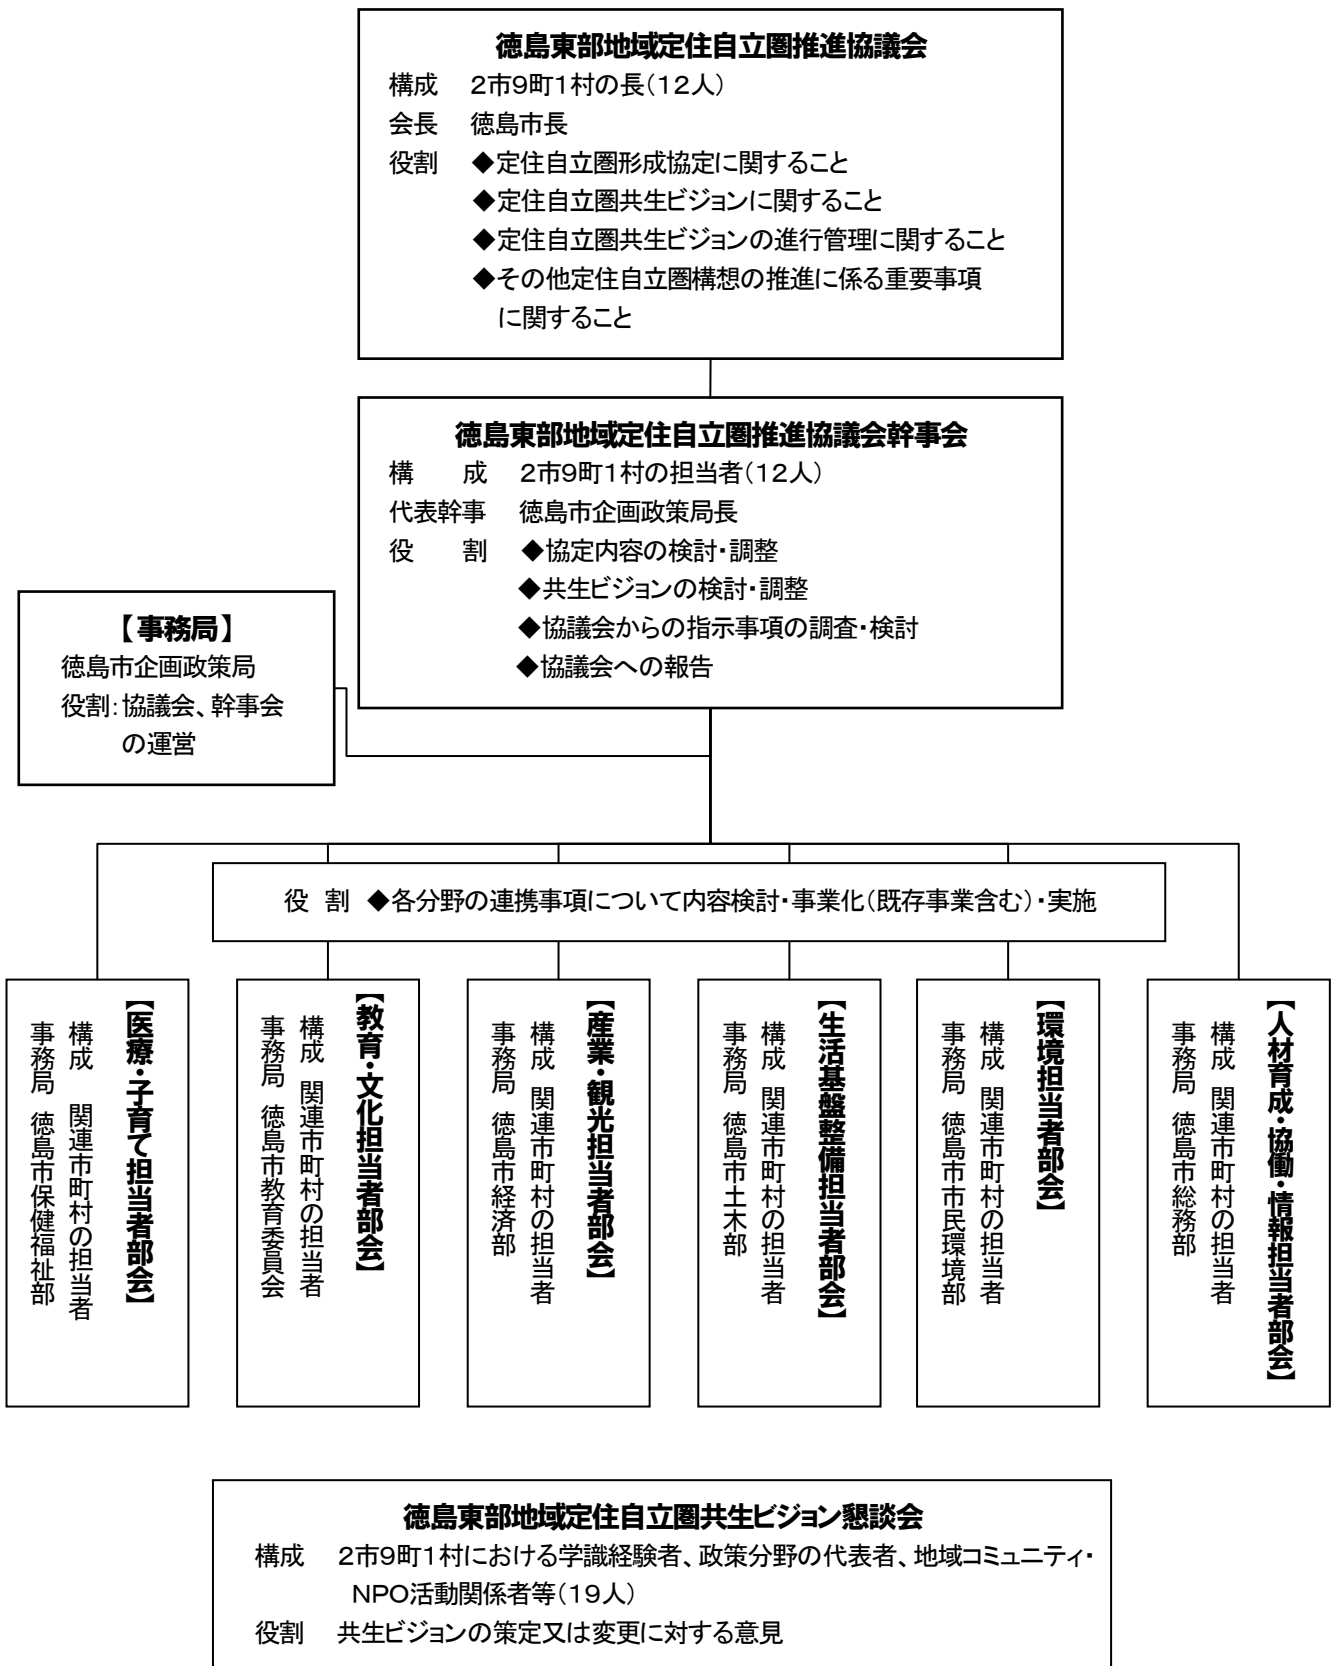 徳島東部地域定住自立圏推進協議会
構成 2市9町1村の長(12人)
会長 徳島市長
役割 ◆定住自立圏形成協定に関すること
◆定住自立圏共生ビジョンに関すること
◆定住自立圏共生ビジョンの進行管理に関すること
◆その他定住自立圏構想の推進に係る重要事項
に関すること
徳島東部地域定住自立圏推進協議会幹事会
構 成 2市9町1村の担当者(12人)
代表幹事 徳島市企画政策局長
役 割 ◆協定内容の検討・調整
◆共生ビジョンの検討・調整
◆協議会からの指示事項の調査・検討
◆協議会への報告
【事務局】
徳島市企画政策局
役割:協議会、幹事会
の運営
役 割 ◆各分野の連携事項について内容検討・事業化(既存事業含む)・実施
【医療・子育て担当者部会】
構成 関連市町村の担当者
事務局 徳島市保健福祉部
【教育・文化担当者部会】
構成 関連市町村の担当者
事務局 徳島市教育委員会
【産業・観光担当者部会】
構成 関連市町村の担当者
事務局 徳島市経済部
【生活基盤整備担当者部会】
構成 関連市町村の担当者
事務局 徳島市土木部
【環境担当者部会】
構成 関連市町村の担当者
事務局 徳島市市民環境部
【人材育成・協働・情報担当者部会】
構成 関連市町村の担当者
事務局 徳島市総務部
徳島東部地域定住自立圏共生ビジョン懇談会
構成 2市9町1村における学識経験者、政策分野の代表者、地域コミュニティ・
NPO活動関係者等(19人)
役割 共生ビジョンの策定又は変更に対する意見